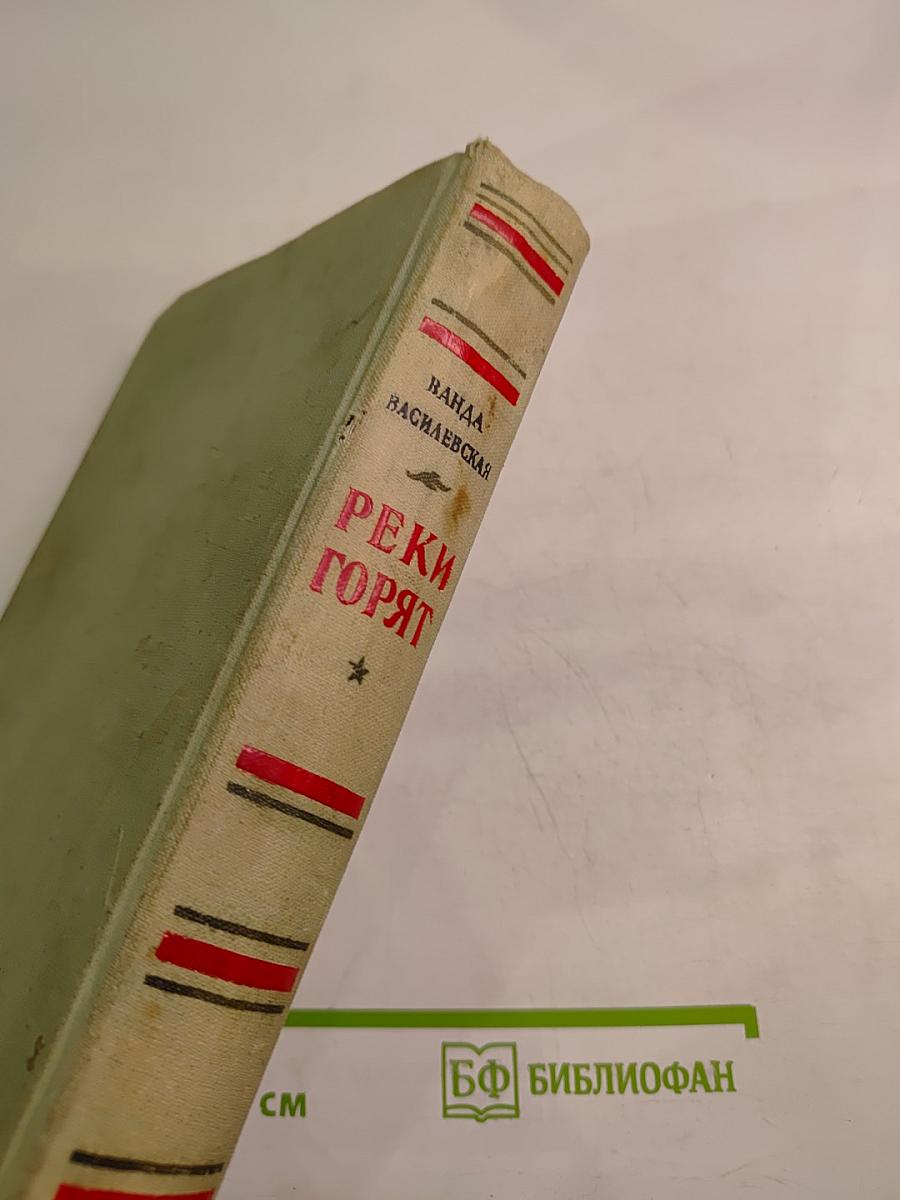 ВАНДА
ВАСИЛЕВСКАЯ
РЕКИ
ГОРЯТ
см
БФ БИБЛИОФАН